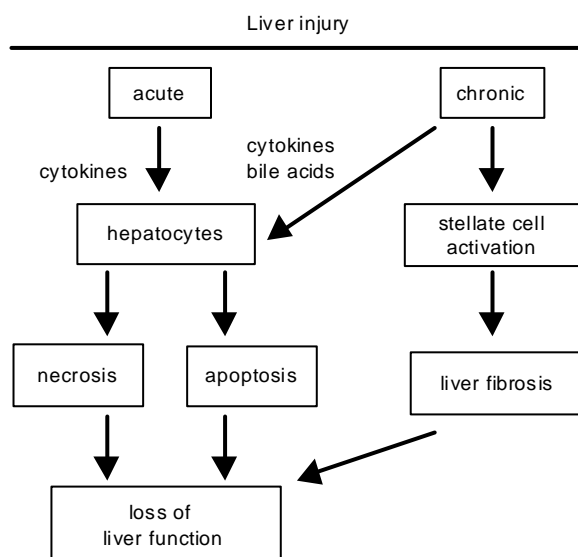 Liver injury
acute
chronic
cytokines
cytokines
bile acids
hepatocytes
stellate cell
activation
necrosis
apoptosis
liver fibrosis
loss of
liver function